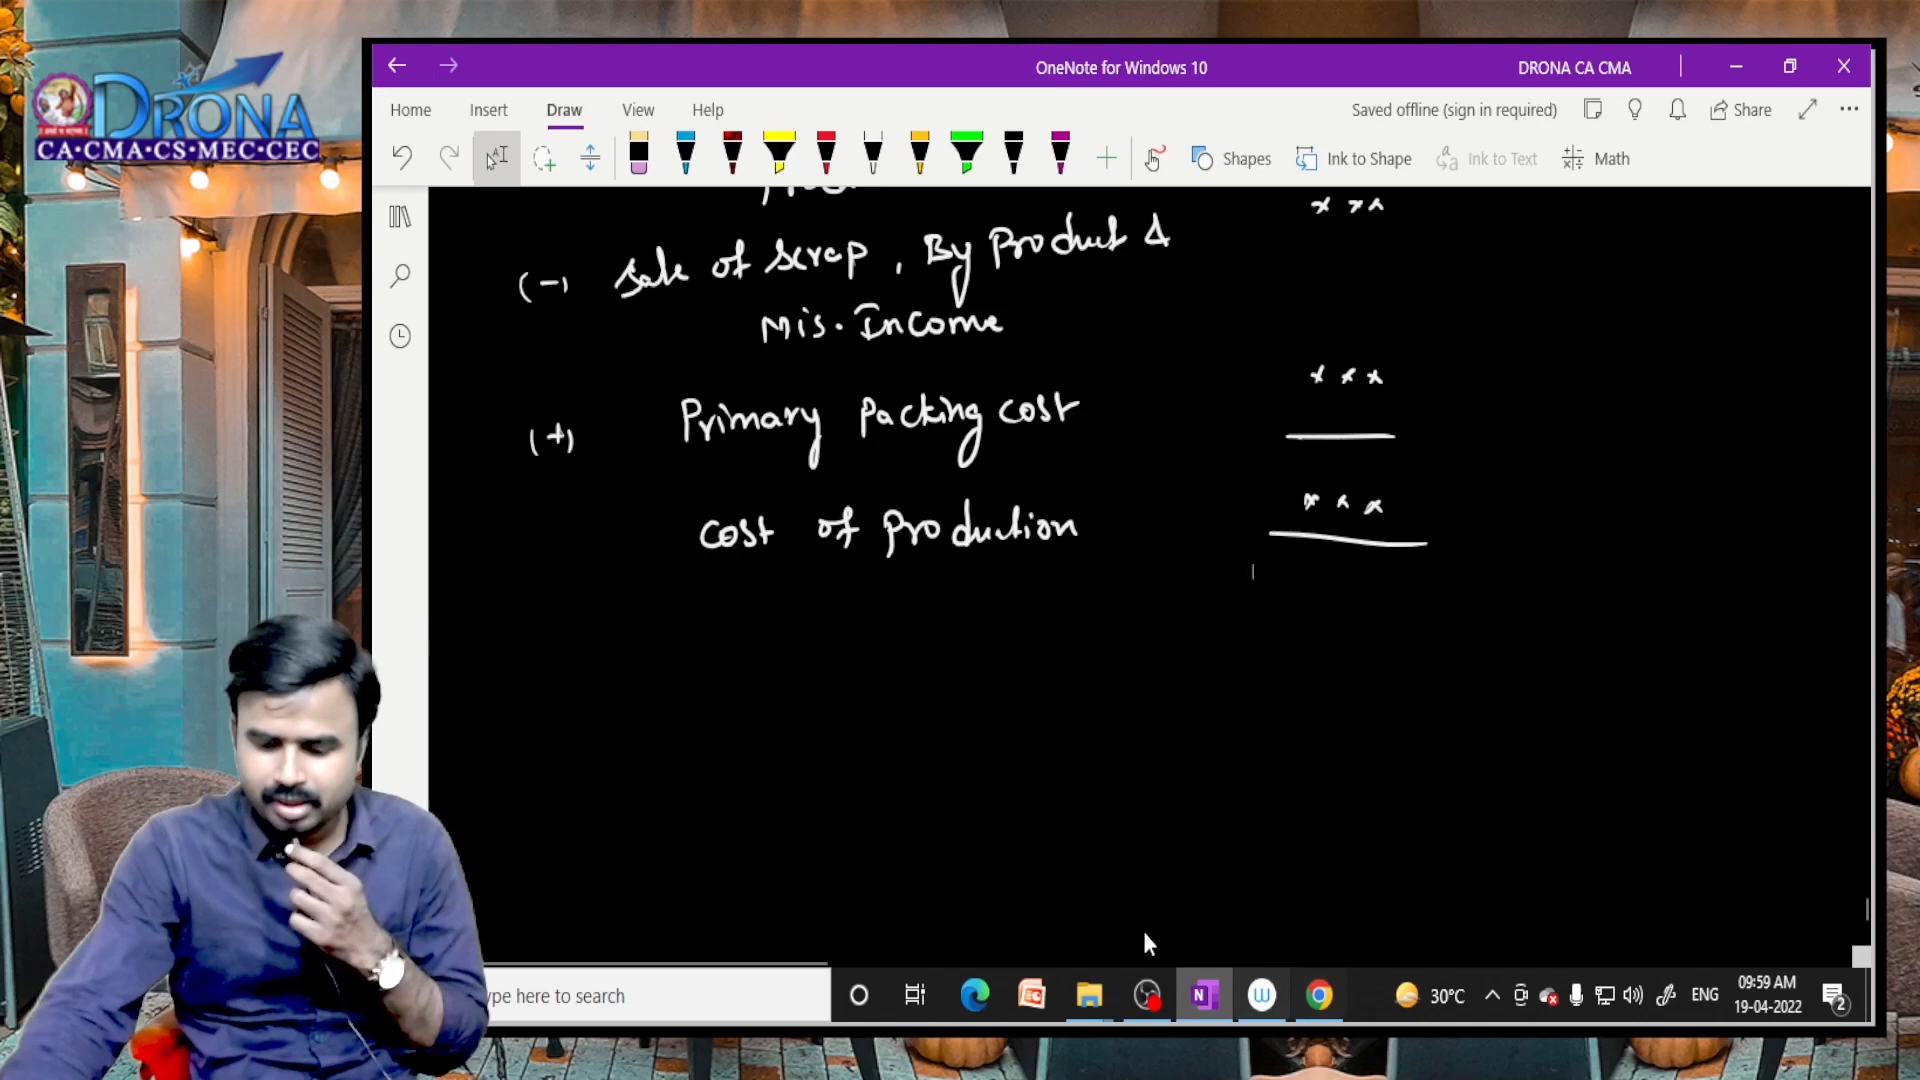 DRONA
CA•CMA•CS•MEC•CEC
OneNote for Windows 10
DRONA CA CMA
Home Insert Draw View Help
Saved offline (sign in required)
Share
Shapes
Ink to Shape
Ink to Text
Math
x x x
(-) Sale of Scrap, By Product &
Mis. Income
x x x
(+) Primary Packing cost
x x x
Cost of Production
ype here to search
30°C
ENG
09:59 AM
19-04-2022
2